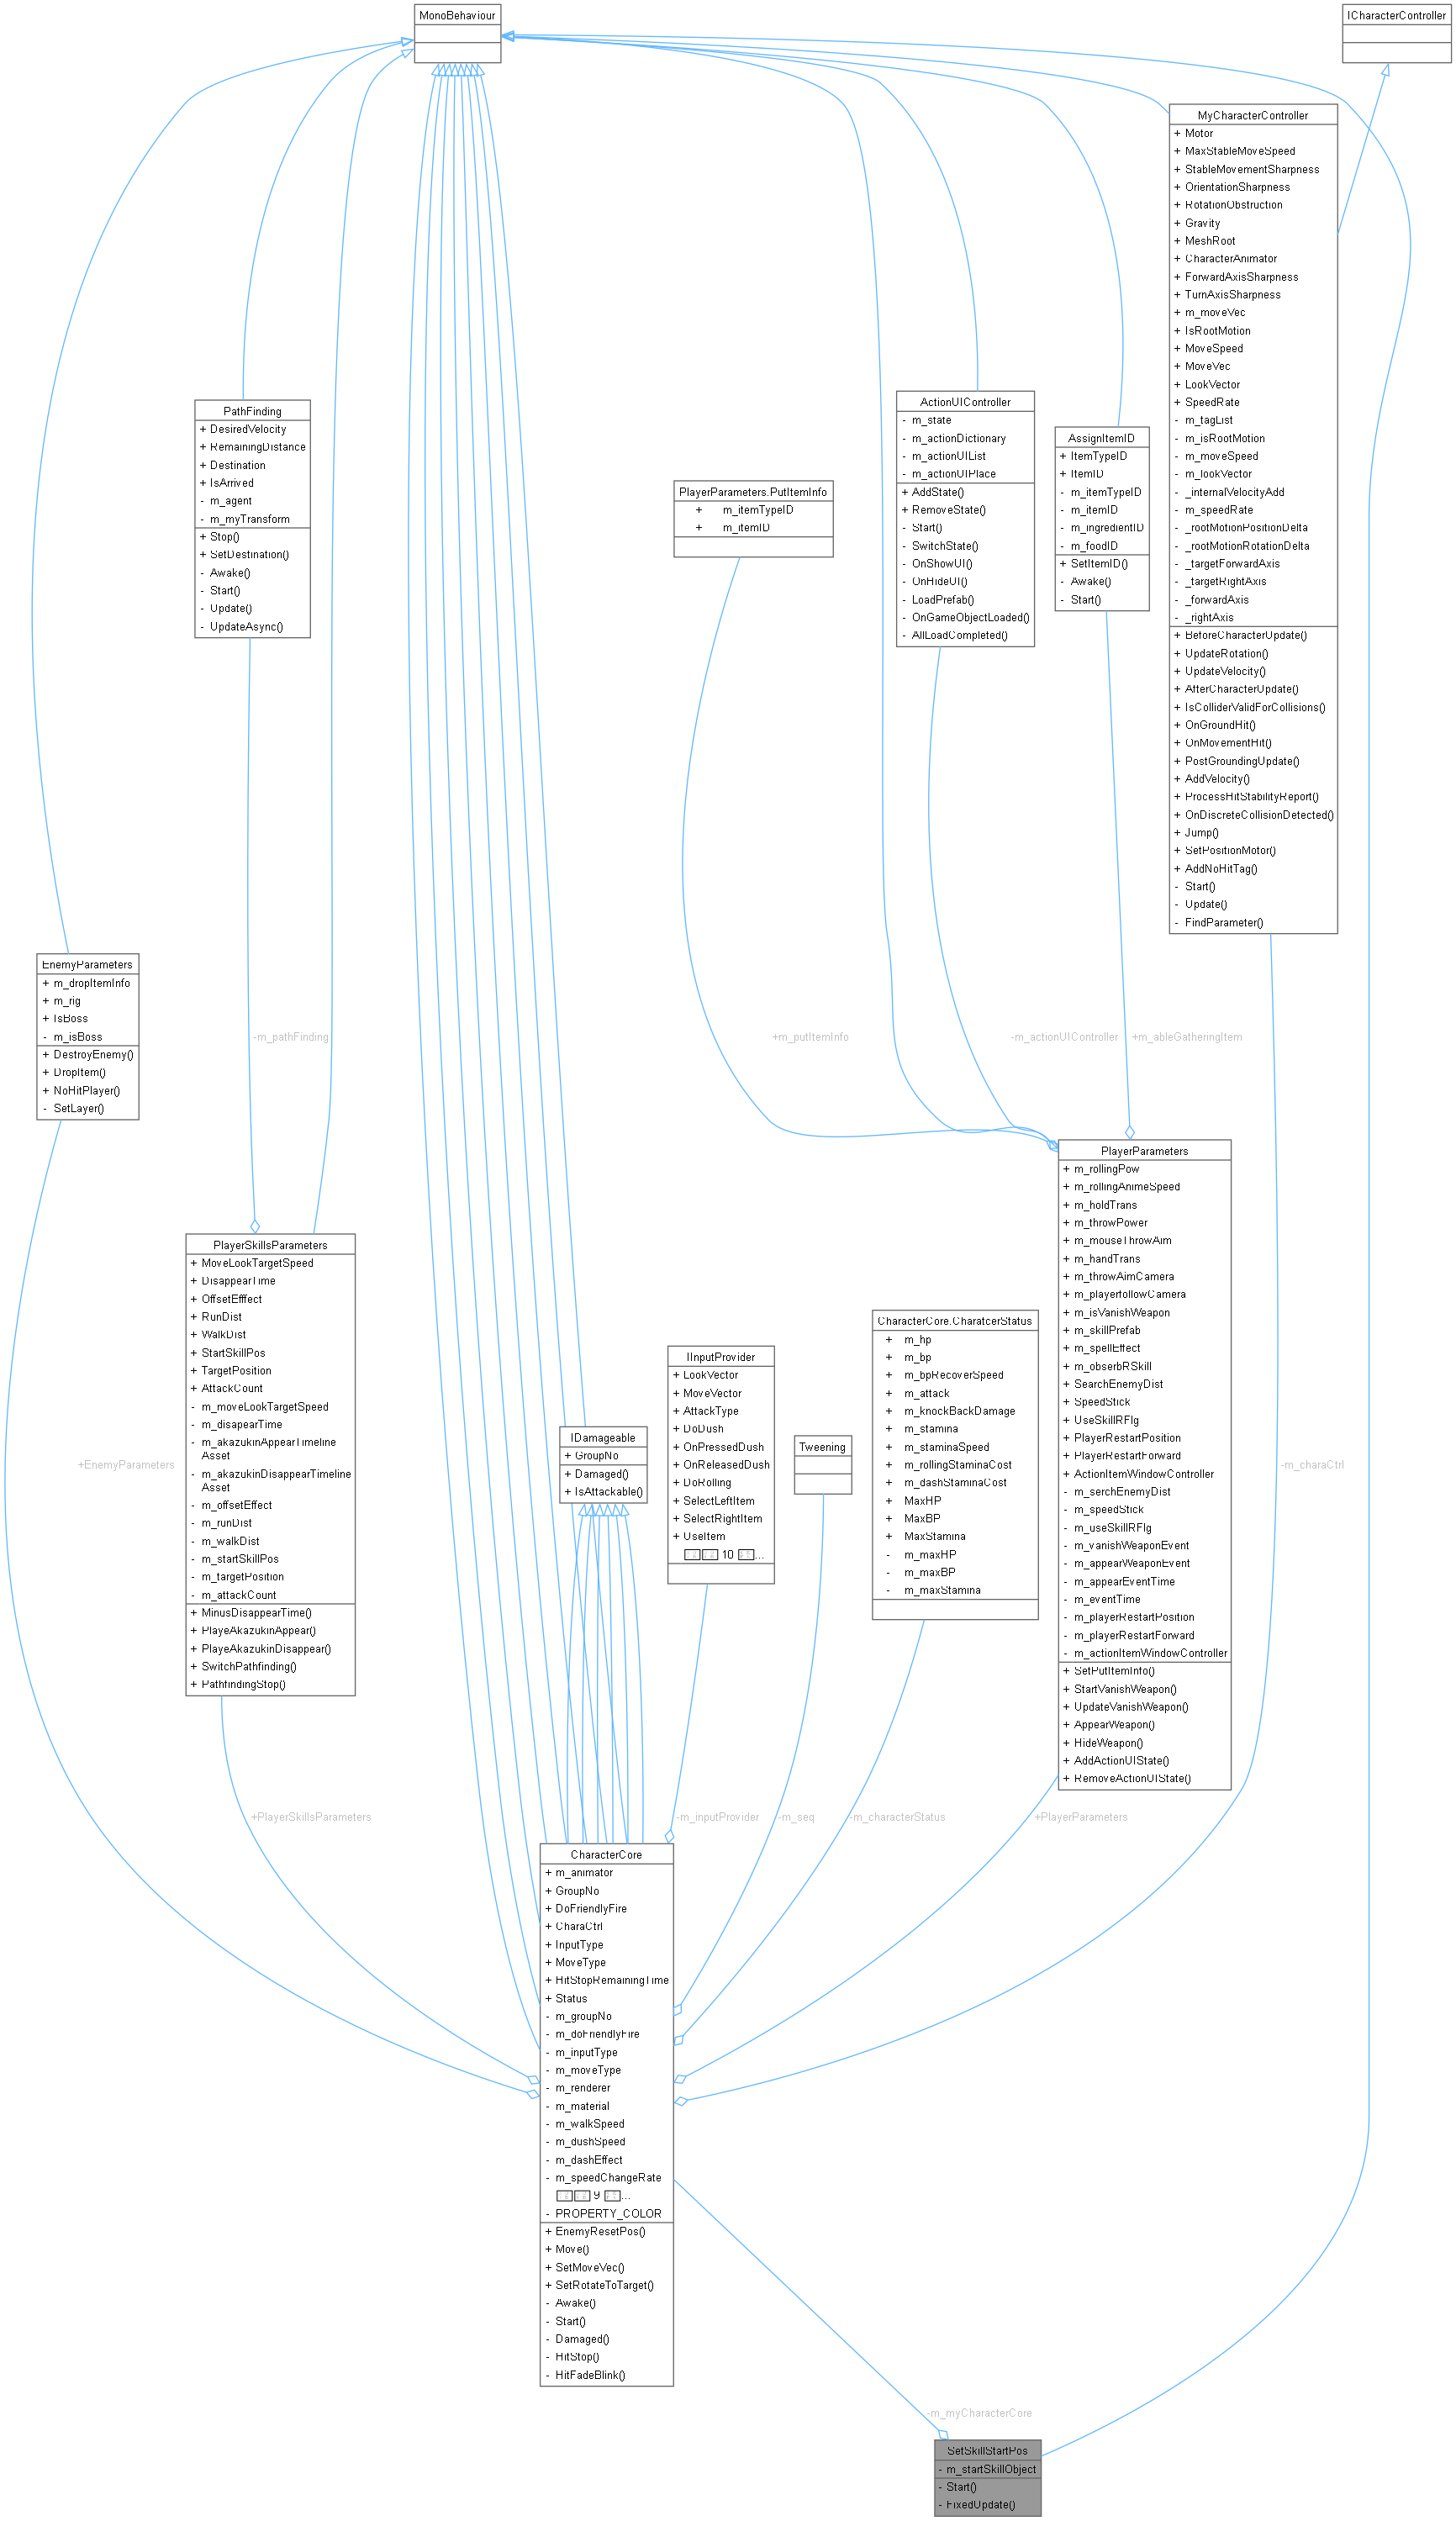 MonoBehaviour
ICharacterController
MyCharacterController
+ Motor
+ MaxStableMoveSpeed
+ StableMovementSharpness
+ OrientationSharpness
+ RotationObstruction
+ Gravity
+ MeshRoot
+ CharacterAnimator
+ ForwardAxisSharpness
+ TurnAxisSharpness
+ m_moveVec
+ IsRootMotion
+ MoveSpeed
+ MoveVec
+ LookVector
+ SpeedRate
- m_tagList
- m_isRootMotion
- m_moveSpeed
- m_lookVector
- _internalVelocityAdd
- m_speedRate
- _rootMotionPositionDelta
- _rootMotionRotationDelta
- _targetForwardAxis
- _targetRightAxis
- _forwardAxis
- _rightAxis
+ BeforeCharacterUpdate()
+ UpdateRotation()
+ UpdateVelocity()
+ AfterCharacterUpdate()
+ IsColliderValidForCollisions()
+ OnGroundHit()
+ OnMovementHit()
+ PostGroundingUpdate()
+ AddVelocity()
+ ProcessHitStabilityReport()
+ OnDiscreteCollisionDetected()
+ Jump()
+ SetPositionMotor()
+ AddNoHitTag()
- Start()
- Update()
- FindParameter()
PathFinding
+ DesiredVelocity
+ RemainingDistance
+ Destination
+ IsArrived
- m_agent
- m_myTransform
+ Stop()
+ SetDestination()
- Awake()
- Start()
- Update()
- UpdateAsync()
ActionUIController
- m_state
- m_actionDictionary
- m_actionUIList
- m_actionUIPlace
+ AddState()
+ RemoveState()
- Start()
- SwitchState()
- OnShowUI()
- OnHideUI()
- LoadPrefab()
- OnGameObjectLoaded()
- AllLoadCompleted()
AssignItemID
+ ItemTypeID
+ ItemID
- m_itemTypeID
- m_itemID
- m_ingredientID
- m_foodID
+ SetItemID()
- Awake()
- Start()
PlayerParameters.PutItemInfo
+ m_itemTypeID
+ m_itemID
EnemyParameters
+ m_dropItemInfo
+ m_rig
+ IsBoss
- m_isBoss
+ DestroyEnemy()
+ DropItem()
+ NoHitPlayer()
- SetLayer()
-m_pathFinding
+m_putItemInfo
-m_actionUIController
+m_ableGatheringItem
PlayerParameters
+ m_rollingPow
+ m_rollingAnimeSpeed
+ m_holdTrans
+ m_throwPower
+ m_mouseThrowAim
+ m_handTrans
+ m_throwAimCamera
+ m_playerfollowCamera
+ m_isVanishWeapon
+ m_skillPrefab
+ m_spellEffect
+ m_obserbRSkill
+ SearchEnemyDist
+ SpeedStick
+ UseSkillRFlg
+ PlayerRestartPosition
+ PlayerRestartForward
+ ActionItemWindowController
- m_serchEnemyDist
- m_speedStick
- m_useSkillRFlg
- m_vanishWeaponEvent
- m_appearWeaponEvent
- m_appearEventTime
- m_eventTime
- m_playerRestartPosition
- m_playerRestartForward
- m_actionItemWindowController
+ SetPutItemInfo()
+ StartVanishWeapon()
+ UpdateVanishWeapon()
+ AppearWeapon()
+ HideWeapon()
+ AddActionUIState()
+ RemoveActionUIState()
PlayerSkillsParameters
+ MoveLookTargetSpeed
+ DisappearTime
+ OffsetEfffect
+ RunDist
+ WalkDist
+ StartSkillPos
+ TargetPosition
+ AttackCount
- m_moveLookTargetSpeed
- m_disapearTime
- m_akazukinAppearTimeline
Asset
- m_akazukinDisappearTimeline
Asset
- m_offsetEffect
- m_runDist
- m_walkDist
- m_startSkillPos
- m_targetPosition
- m_attackCount
+ MinusDisappearTime()
+ PlayeAkazukinAppear()
+ PlayeAkazukinDisappear()
+ SwitchPathfinding()
+ PathfindingStop()
CharacterCore.CharatcerStatus
+ m_hp
+ m_bp
+ m_bpRecoverSpeed
+ m_attack
+ m_knockBackDamage
+ m_stamina
+ m_staminaSpeed
+ m_rollingStaminaCost
+ m_dashStaminaCost
+ MaxHP
+ MaxBP
+ MaxStamina
- m_maxHP
- m_maxBP
- m_maxStamina
IInputProvider
+ LookVector
+ MoveVector
+ AttackType
+ DoDush
+ OnPressedDush
+ OnReleasedDush
+ DoRolling
+ SelectLeftItem
+ SelectRightItem
+ UseItem
10 ...
IDamageable
+ GroupNo
+ Damaged()
+ IsAttackable()
Tweening
+EnemyParameters
-m_charaCtrl
+PlayerSkillsParameters
-m_inputProvider
-m_seq
-m_characterStatus
+PlayerParameters
CharacterCore
+ m_animator
+ GroupNo
+ DoFriendlyFire
+ CharaCtrl
+ InputType
+ MoveType
+ HitStopRemainingTime
+ Status
- m_groupNo
- m_doFriendlyFire
- m_inputType
- m_moveType
- m_renderer
- m_material
- m_walkSpeed
- m_dushSpeed
- m_dashEffect
- m_speedChangeRate
9 ...
- PROPERTY_COLOR
+ EnemyResetPos()
+ Move()
+ SetMoveVec()
+ SetRotateToTarget()
- Awake()
- Start()
- Damaged()
- HitStop()
- HitFadeBlink()
-m_myCharacterCore
SetSkillStartPos
- m_startSkillObject
- Start()
- FixedUpdate()